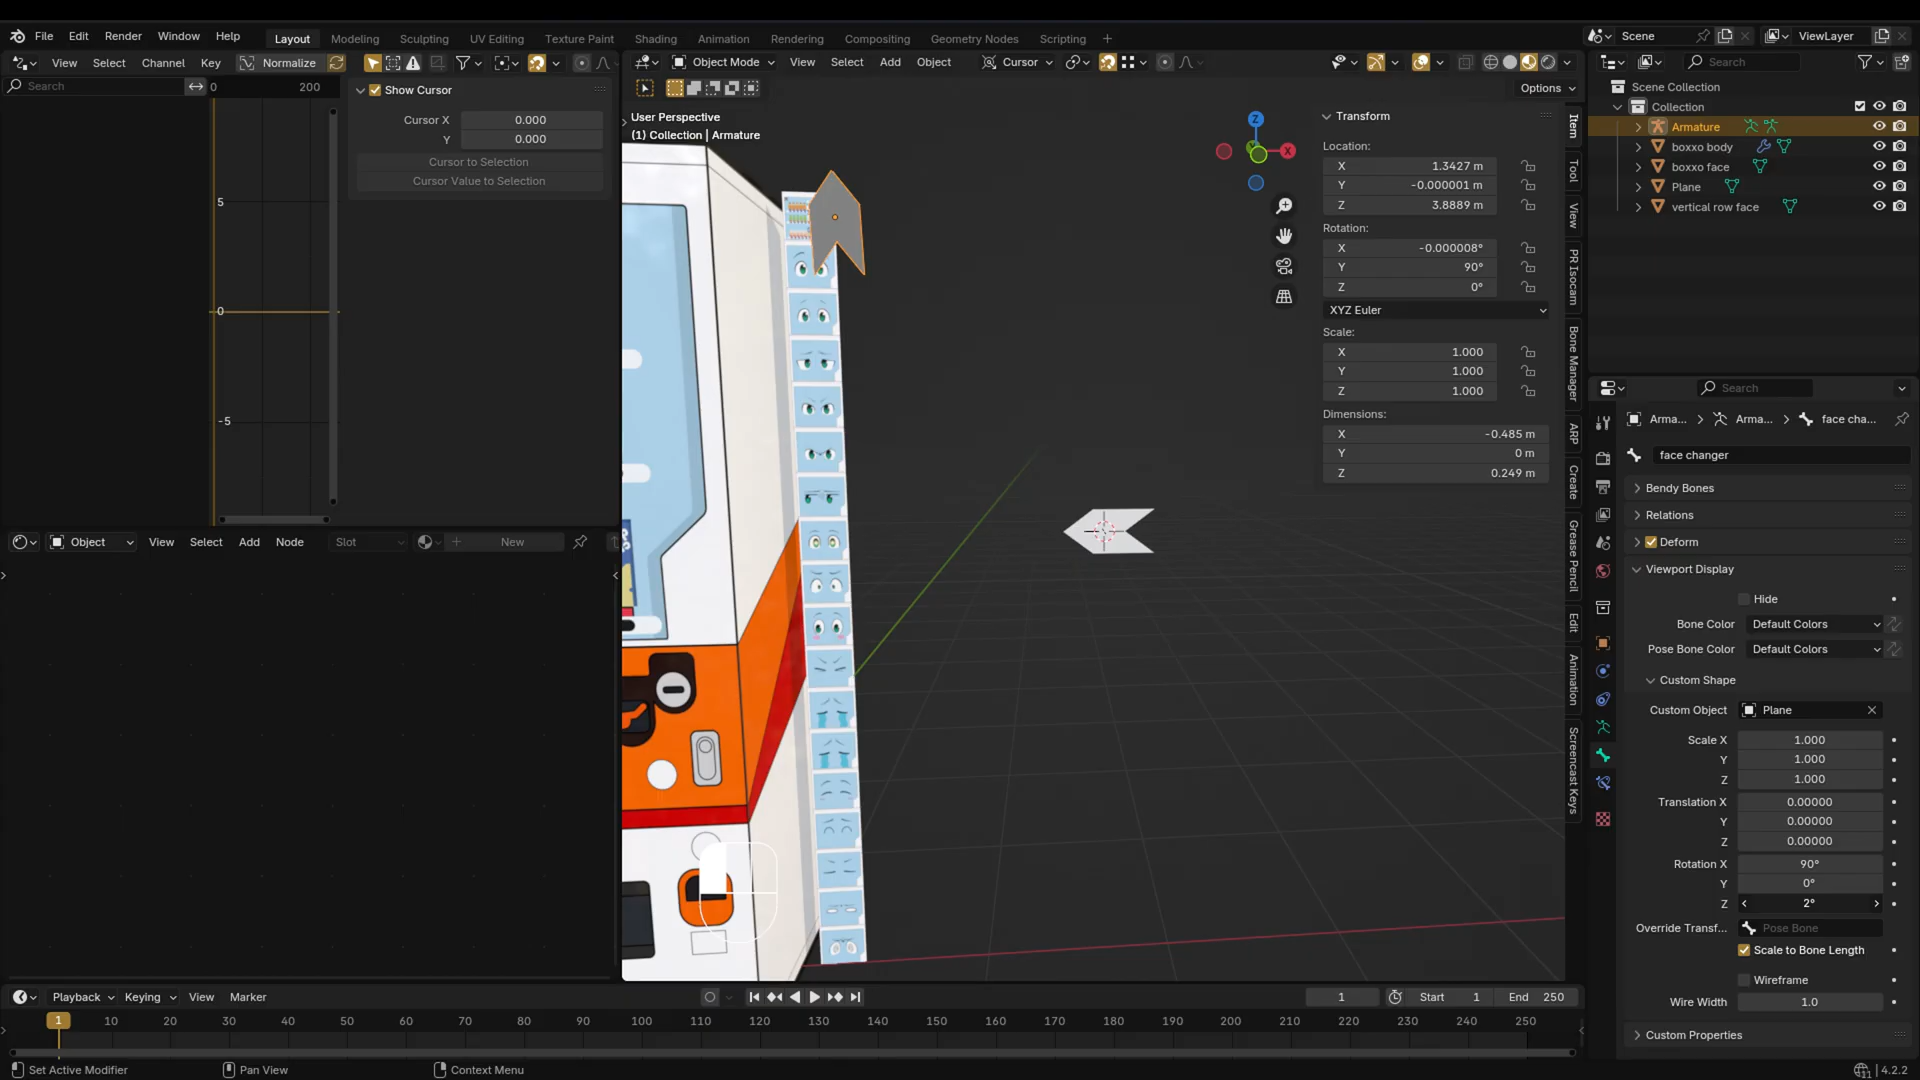 File Edit Render Window Help
Layout Modeling Sculpting UV Editing Texture Paint Shading Animation Rendering Compositing Geometry Nodes Scripting +
Scene
ViewLayer
View Select Channel Key Normalize
Search
0 200
5
0
-5
Show Cursor
Cursor X 0.000
Y 0.000
Cursor to Selection
Cursor Value to Selection
Object Mode View Select Add Object Cursor
Options
User Perspective
(1) Collection | Armature
Z
X
Transform
Location:
X 1.3427 m
Y -0.000001 m
Z 3.8889 m
Rotation:
X -0.000008°
Y 90°
Z 0°
XYZ Euler
Scale:
X 1.000
Y 1.000
Z 1.000
Dimensions:
X -0.485 m
Y 0 m
Z 0.249 m
Item
Tool
View
PR Isocam
Bone Manager
ARP
Create
Grease Pencil
Edit
Animation
Screencast Keys
Search
Scene Collection
Collection
Armature
boxxo body
boxxo face
Plane
vertical row face
Search
Arma... Arma... face cha...
face changer
Bendy Bones
Relations
Deform
Viewport Display
Hide
Bone Color Default Colors
Pose Bone Color Default Colors
Custom Shape
Custom Object Plane
Scale X 1.000
Y 1.000
Z 1.000
Translation X 0.00000
Y 0.00000
Z 0.00000
Rotation X 90°
Y 0°
Z 2°
Override Transf... Pose Bone
Scale to Bone Length
Wireframe
Wire Width 1.0
Custom Properties
Object View Select Add Node Slot New
Playback Keying View Marker
1 Start 1 End 250
1 10 20 30 40 50 60 70 80 90 100 110 120 130 140 150 160 170 180 190 200 210 220 230 240 250
Set Active Modifier Pan View Context Menu
4.2.2